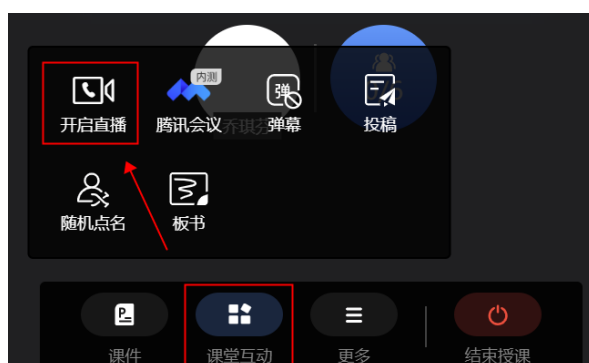 内测
弹
开启直播 腾讯会议 弹幕 投稿
随机点名 板书
课件 课堂互动 更多 结束授课